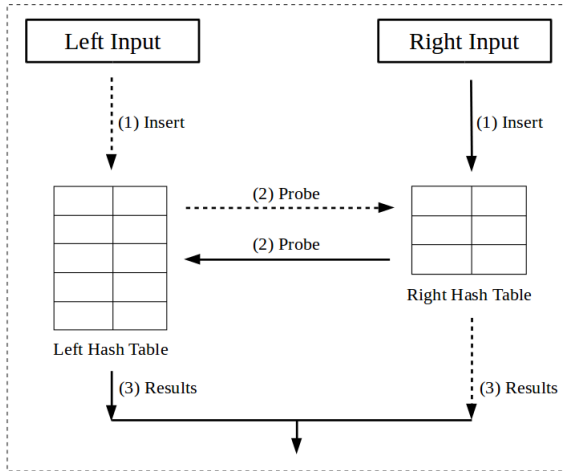 Left Input
Right Input
(1) Insert
(1) Insert
(2) Probe
(2) Probe
Right Hash Table
Left Hash Table
(3) Results
(3) Results